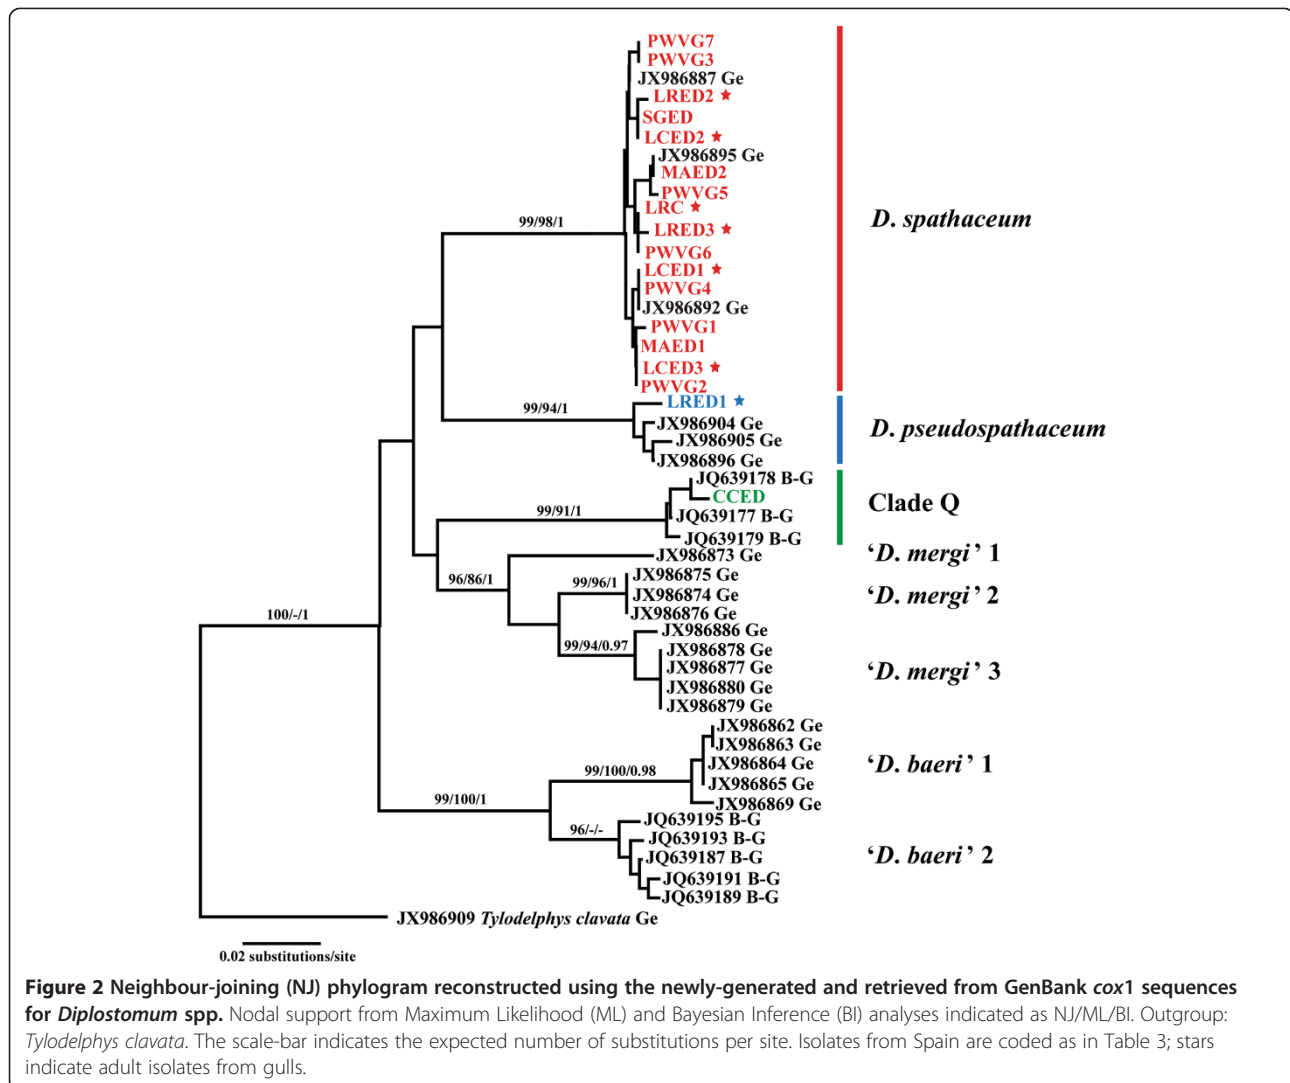 PWVG7
PWVG3
JX986887 Ge
LRED2 ★
SGED
LCED2 ★
JX986895 Ge
MAED2
PWVG5
LRC ★
99/98/1
D. spathaceum
LRED3 ★
PWVG6
LCED1 ★
PWVG4
JX986892 Ge
PWVG1
MAED1
LCED3 ★
PWVG2
LRED1 ★
99/94/1
JX986904 Ge
D. pseudospathaceum
JX986905 Ge
JX986896 Ge
JQ639178 B-G
CCED
Clade Q
99/91/1
JQ639177 B-G
JQ639179 B-G
JX986873 Ge
‘D. mergi’ 1
96/86/1
99/96/1
JX986875 Ge
JX986874 Ge
‘D. mergi’ 2
JX986876 Ge
100/-/1
JX986886 Ge
99/94/0.97
JX986878 Ge
JX986877 Ge
‘D. mergi’ 3
JX986880 Ge
JX986879 Ge
JX986862 Ge
JX986863 Ge
JX986864 Ge
‘D. baeri’ 1
99/100/0.98
JX986865 Ge
99/100/1
JX986869 Ge
JQ639195 B-G
96/-/-
JQ639193 B-G
JQ639187 B-G
‘D. baeri’ 2
JQ639191 B-G
JQ639189 B-G
JX986909 Tylodelphys clavata Ge
0.02 substitutions/site
Figure 2 Neighbour-joining (NJ) phylogram reconstructed using the newly-generated and retrieved from GenBank cox1 sequences
for Diplostomum spp. Nodal support from Maximum Likelihood (ML) and Bayesian Inference (BI) analyses indicated as NJ/ML/BI. Outgroup:
Tylodelphys clavata. The scale-bar indicates the expected number of substitutions per site. Isolates from Spain are coded as in Table 3; stars
indicate adult isolates from gulls.